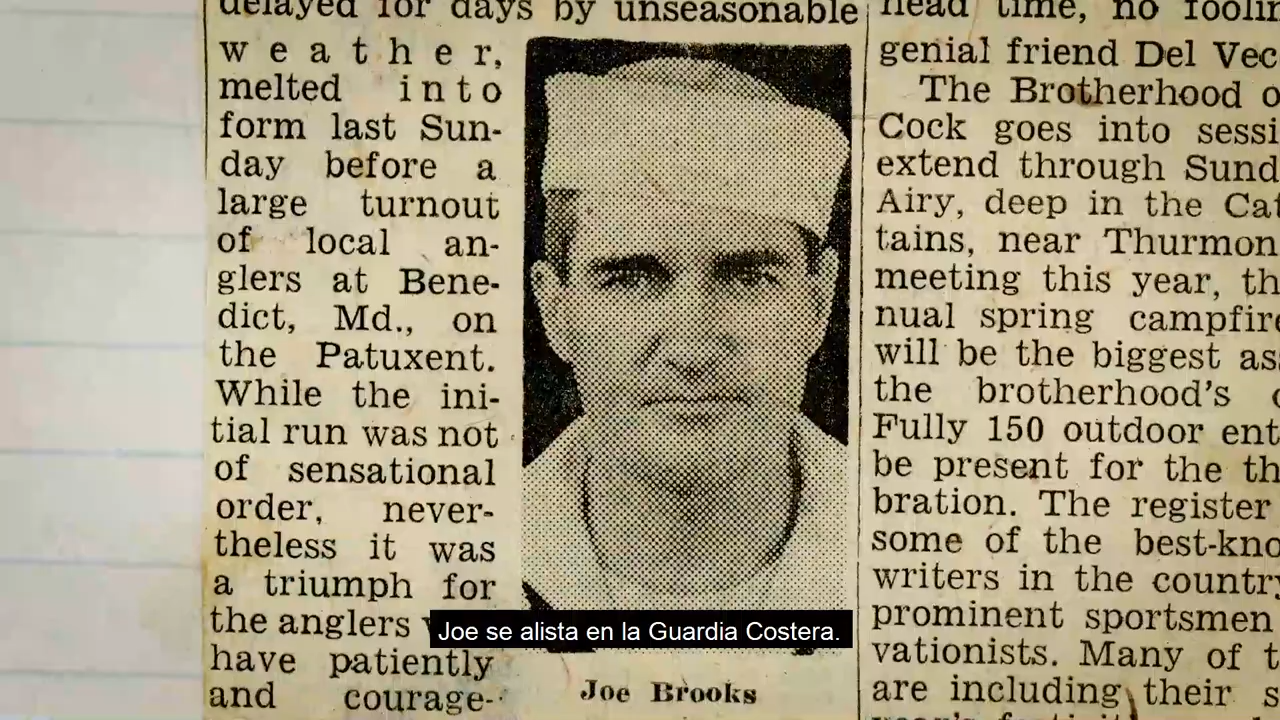 delayed for days by unseasonable
weather,
melted into
form last Sun-
day before a
large turnout
of local an-
glers at Bene-
dict, Md., on
the Patuxent.
While the ini-
tial run was not
of sensational
order, never-
theless it was
a triumph for
the anglers
have patiently
and courage-
Joe se alista en la Guardia Costera.
Joe Brooks
head time, no foolin
genial friend Del Vec
The Brotherhood o
Cock goes into sessi
extend through Sund
Airy, deep in the Cat
tains, near Thurmon
meeting this year, th
nual spring campfire
will be the biggest as
the brotherhood's
Fully 150 outdoor ent
be present for the th
bration. The register
some of the best-kno
writers in the country
prominent sportsmen
vationists. Many of t
are including their s